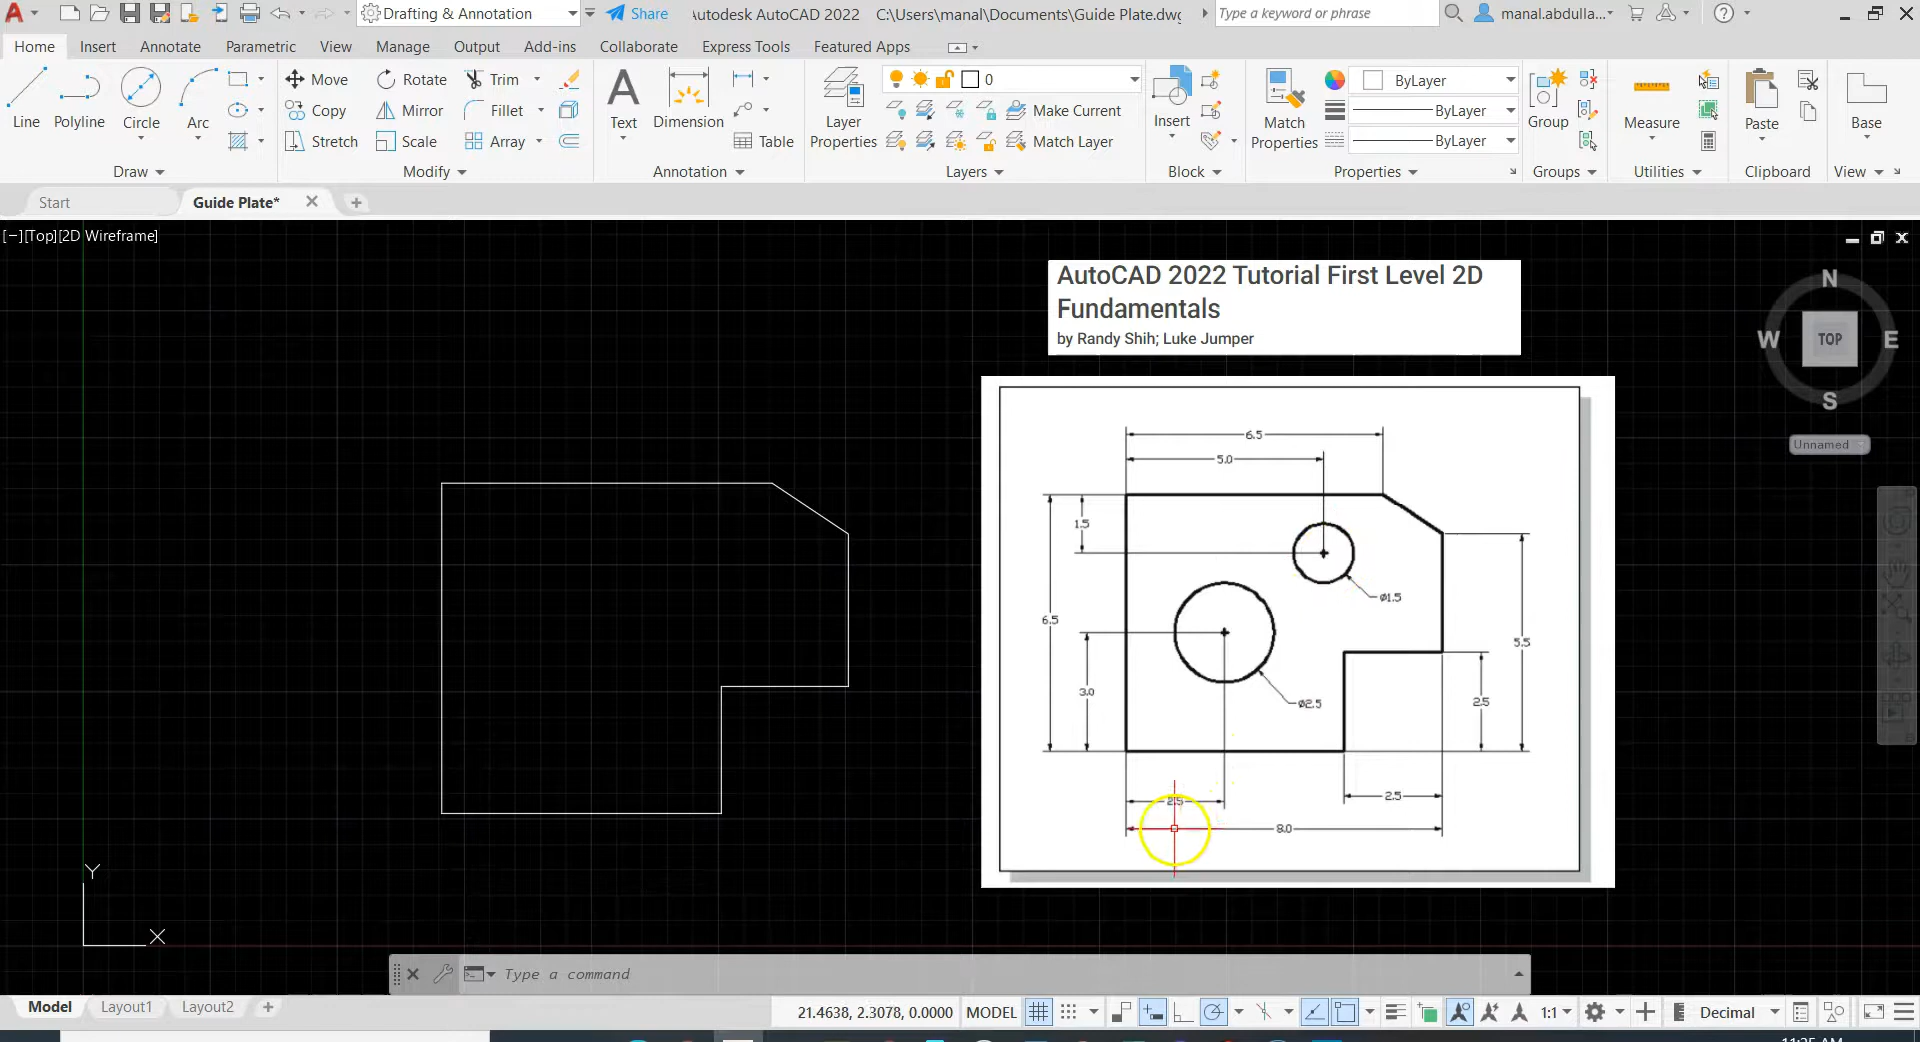 Drafting & Annotation
Share
Autodesk AutoCAD 2022 C:\Users\manal\Documents\Guide Plate.dwg
Type a keyword or phrase
manal.abdulla...
Home Insert Annotate Parametric View Manage Output Add-ins Collaborate Express Tools Featured Apps
Line
Polyline
Circle
Arc
Move Rotate Trim
Copy Mirror Fillet
Stretch Scale Array
Text
Dimension
Table
Layer
Properties
0
Make Current
Match Layer
Insert
Match
Properties
ByLayer
ByLayer
ByLayer
Group
Measure
Paste
Base
Draw Modify Annotation Layers Block Properties Groups Utilities Clipboard View
Start Guide Plate*
[−][Top][2D Wireframe]
AutoCAD 2022 Tutorial First Level 2D
Fundamentals
by Randy Shih; Luke Jumper
N
W TOP E
S
Unnamed
6.5
5.0
1.5
Ø1.5
6.5
5.5
3.0
Ø2.5
2.5
2.5
2.5
8.0
Y
X
Type a command
Model Layout1 Layout2
21.4638, 2.3078, 0.0000 MODEL 1:1 Decimal